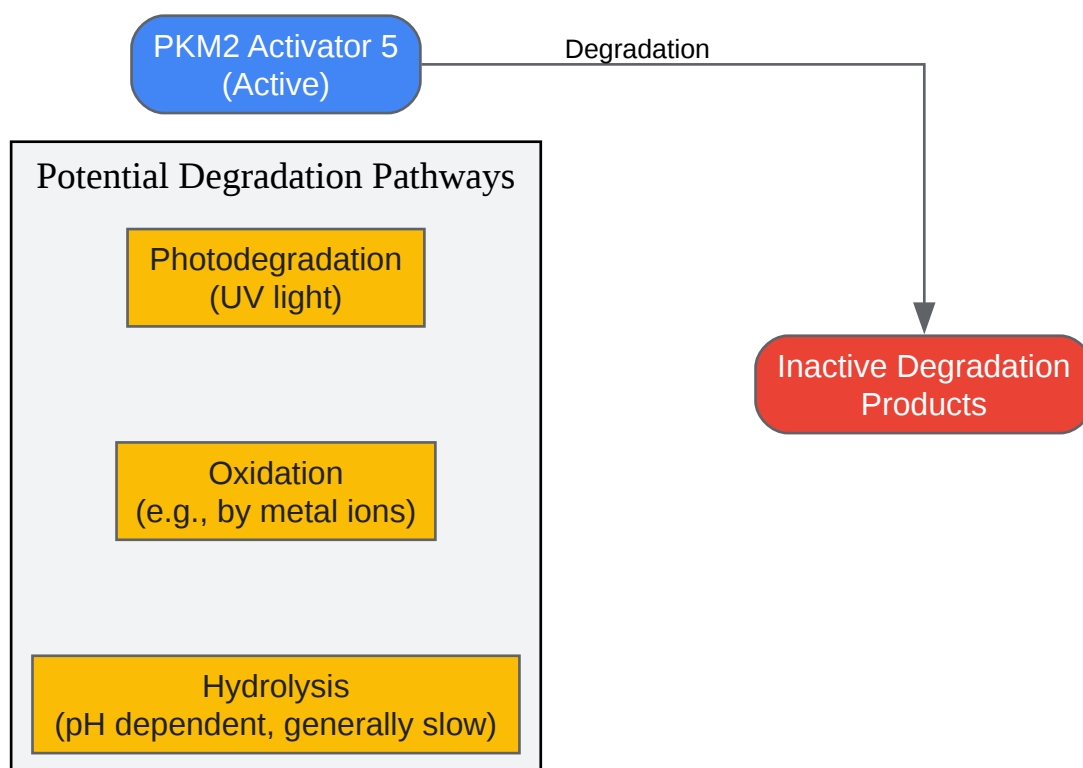 PKM2 Activator 5
(Active)
Degradation
Potential Degradation Pathways
Photodegradation
(UV light)
Inactive Degradation
Products
Oxidation
(e.g., by metal ions)
Hydrolysis
(pH dependent, generally slow)